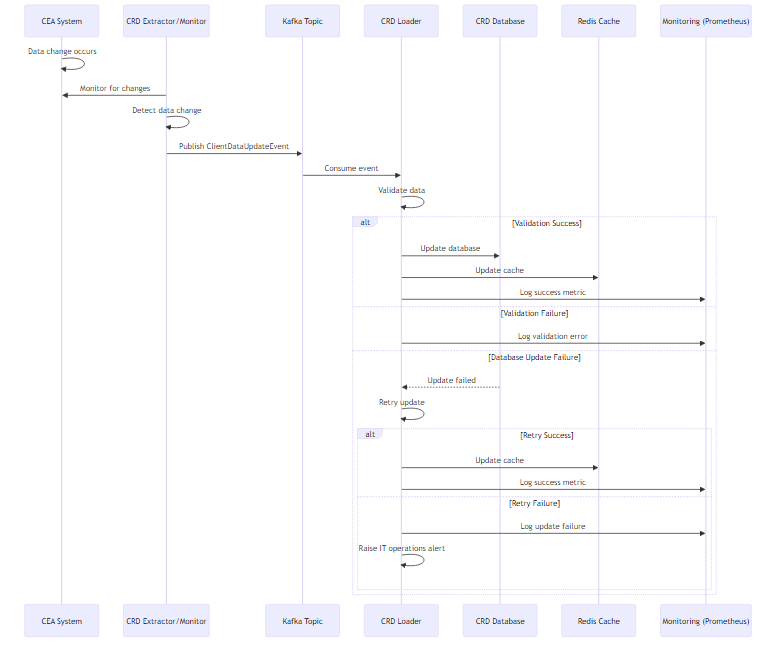 CEA System
CRD Extractor/Monitor
Kafka Topic
CRD Loader
CRD Database
Redis Cache
Monitoring (Prometheus)
Data change occurs
Monitor for changes
Detect data change
Publish ClientDataUpdateEvent
Consume event
Validate data
alt
[Validation Success]
Update database
Update cache
Log success metric
[Validation Failure]
Log validation error
[Database Update Failure]
Update failed
Retry update
alt
[Retry Success]
Update cache
Log success metric
[Retry Failure]
Log update failure
Raise IT operations alert
CEA System
CRD Extractor/Monitor
Kafka Topic
CRD Loader
CRD Database
Redis Cache
Monitoring (Prometheus)